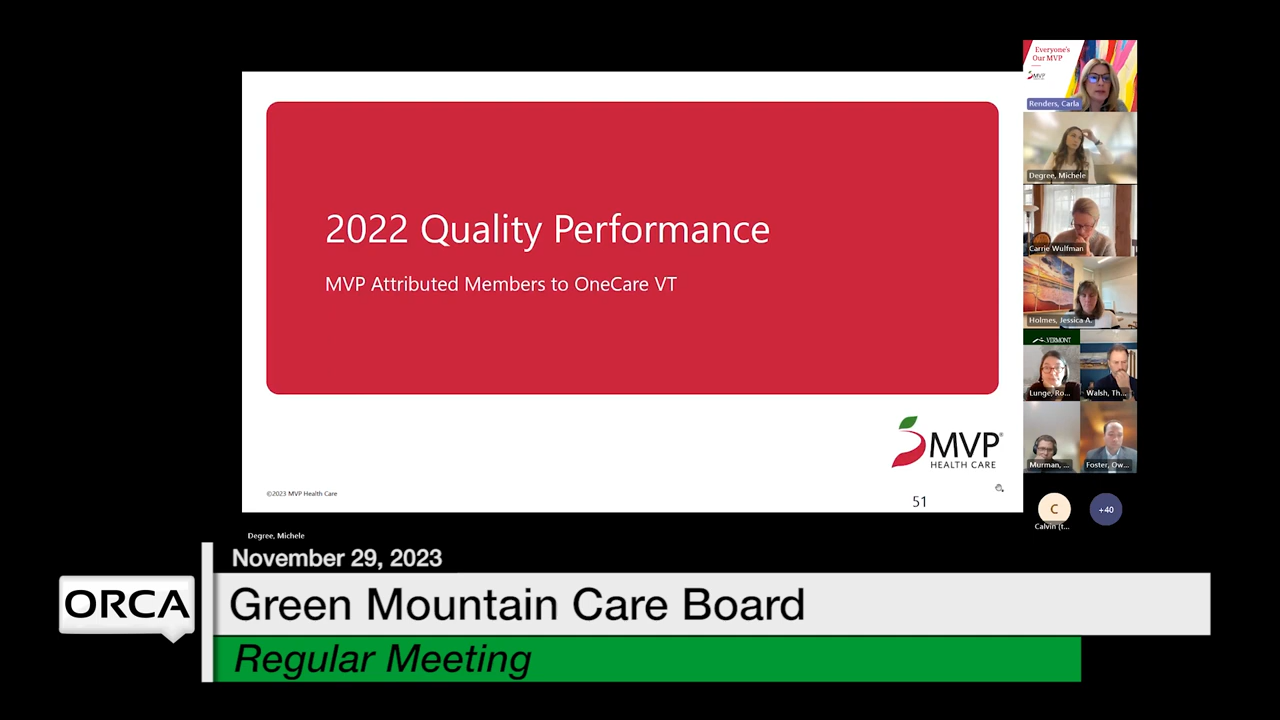 2022 Quality Performance
MVP Attributed Members to OneCare VT
MVP
HEALTH CARE
©2023 MVP Health Care
51
Everyone's
Our MVP
MVP
Renders, Carla
Degree, Michele
Carrie Wulfman
Holmes, Jessica A.
VERMONT
Lunge, Ro...
Walsh, Th...
Murman, ...
Foster, Ow...
C
+40
Calvin (t...
Degree, Michele
November 29, 2023
ORCA
Green Mountain Care Board
Regular Meeting